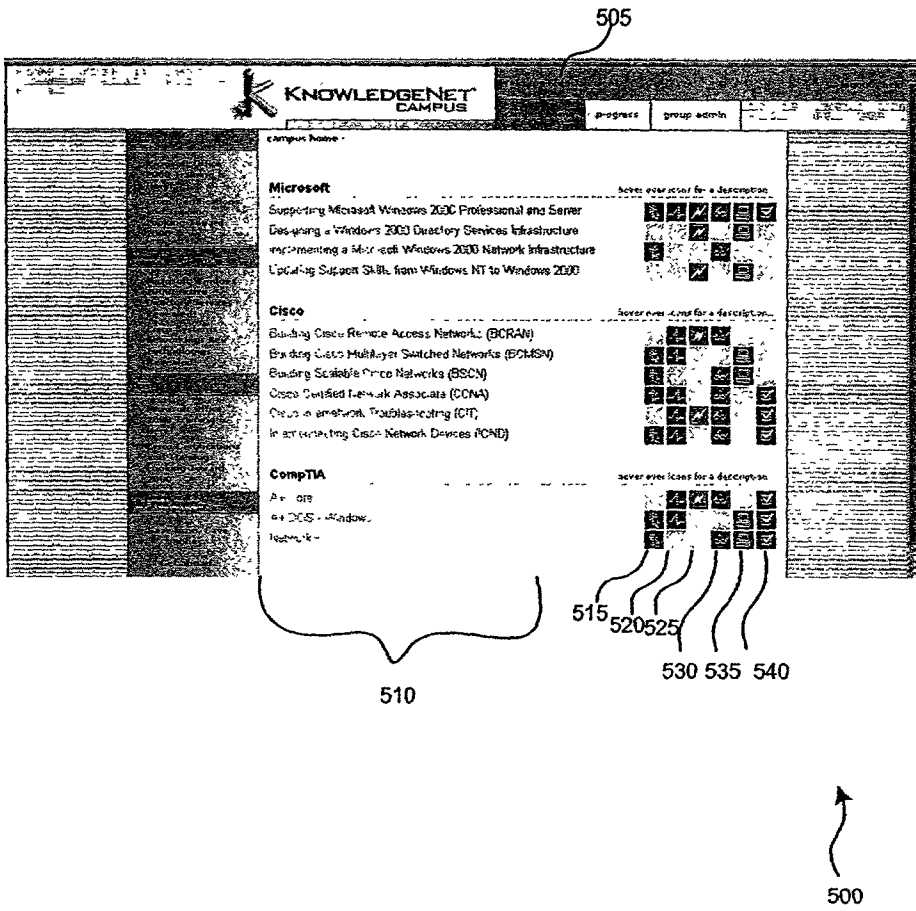 505
KNOWLEDGENET
CAMPUS
progress group admin
campus home -
Microsoft hover over icons for a description
Supporting Microsoft Windows 2000 Professional and Server
Designing a Windows 2000 Directory Services Infrastructure
Implementing a Microsoft Windows 2000 Network Infrastructure
Updating Support Skills from Windows NT to Windows 2000
Cisco hover over icons for a description
Building Cisco Remote Access Networks (BCRAN)
Building Cisco Multilayer Switched Networks (BCMSN)
Building Scalable Cisco Networks (BSCN)
Cisco Certified Network Associate (CCNA)
Cisco Internetwork Troubleshooting (CIT)
Interconnecting Cisco Network Devices (ICND)
CompTIA hover over icons for a description
A+
A+ Windows
Network
515 520 525
530 535 540
510
500